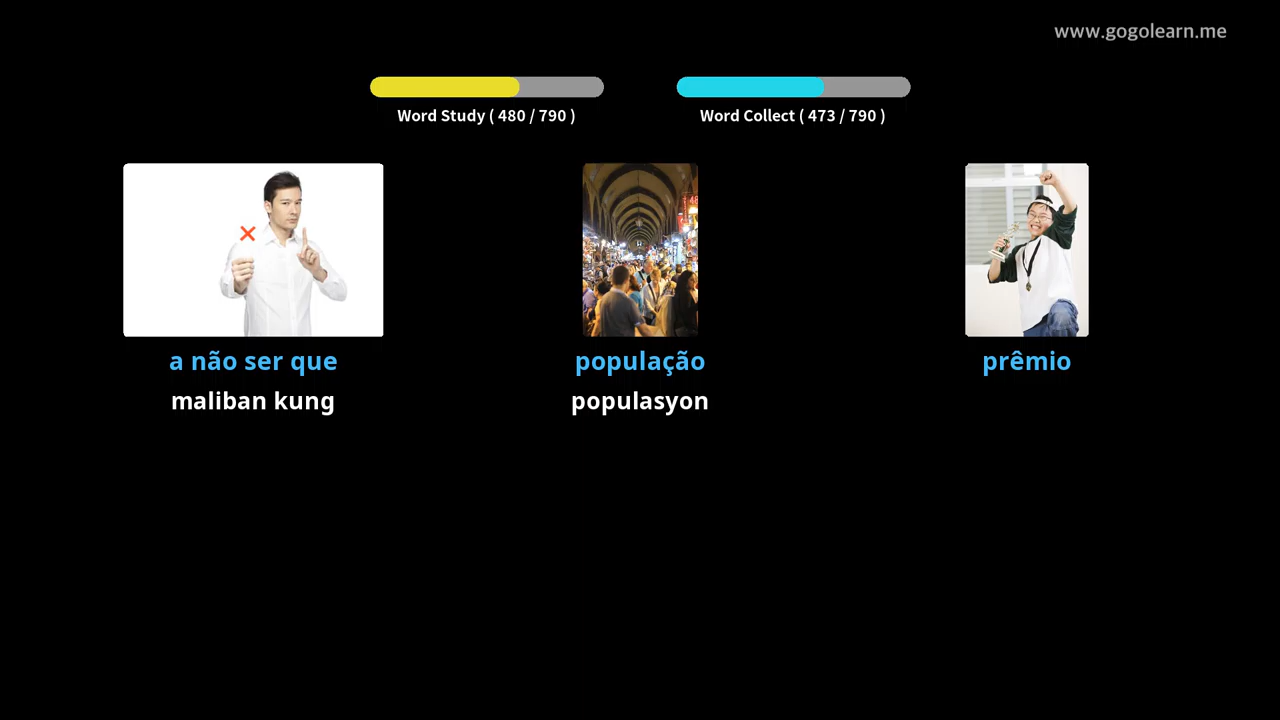 www.gogolearn.me
Word Study ( 480 / 790 )
Word Collect ( 473 / 790 )
a não ser que
maliban kung
população
populasyon
prêmio